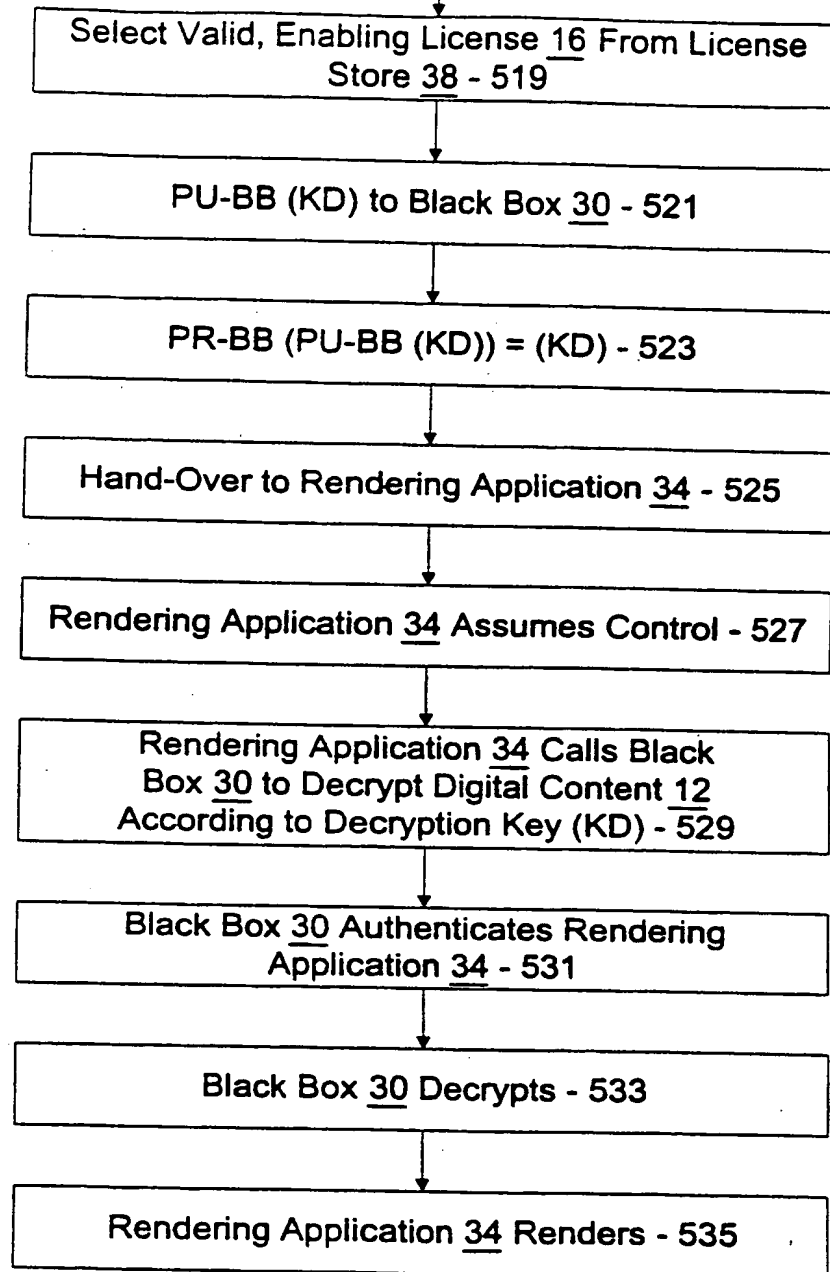 Select Valid, Enabling License 16 From License
Store 38 - 519
PU-BB (KD) to Black Box 30 - 521
PR-BB (PU-BB (KD)) = (KD) - 523
Hand-Over to Rendering Application 34 - 525
Rendering Application 34 Assumes Control - 527
Rendering Application 34 Calls Black
Box 30 to Decrypt Digital Content 12
According to Decryption Key (KD) - 529
Black Box 30 Authenticates Rendering
Application 34 - 531
Black Box 30 Decrypts - 533
Rendering Application 34 Renders - 535